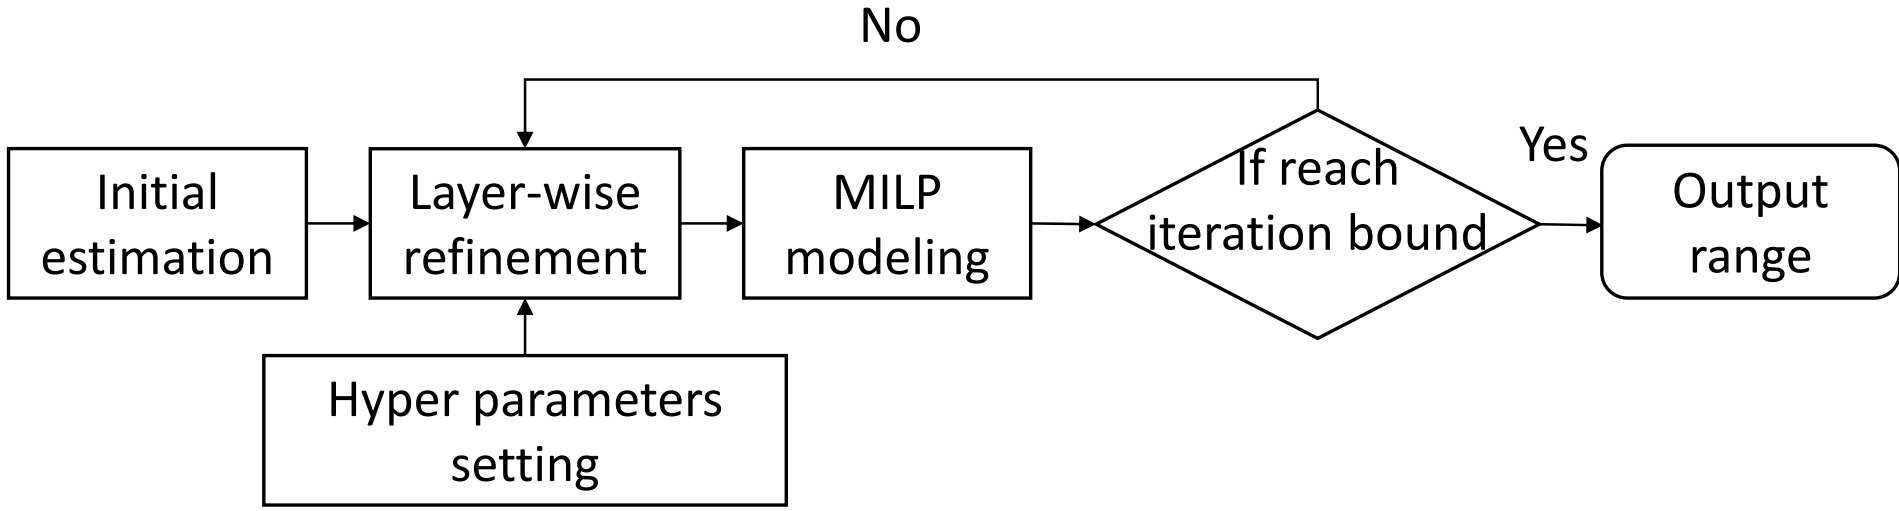 No
Initial
estimation
Layer-wise
refinement
MILP
modeling
If reach
iteration bound
Yes
Output
range
Hyper parameters
setting